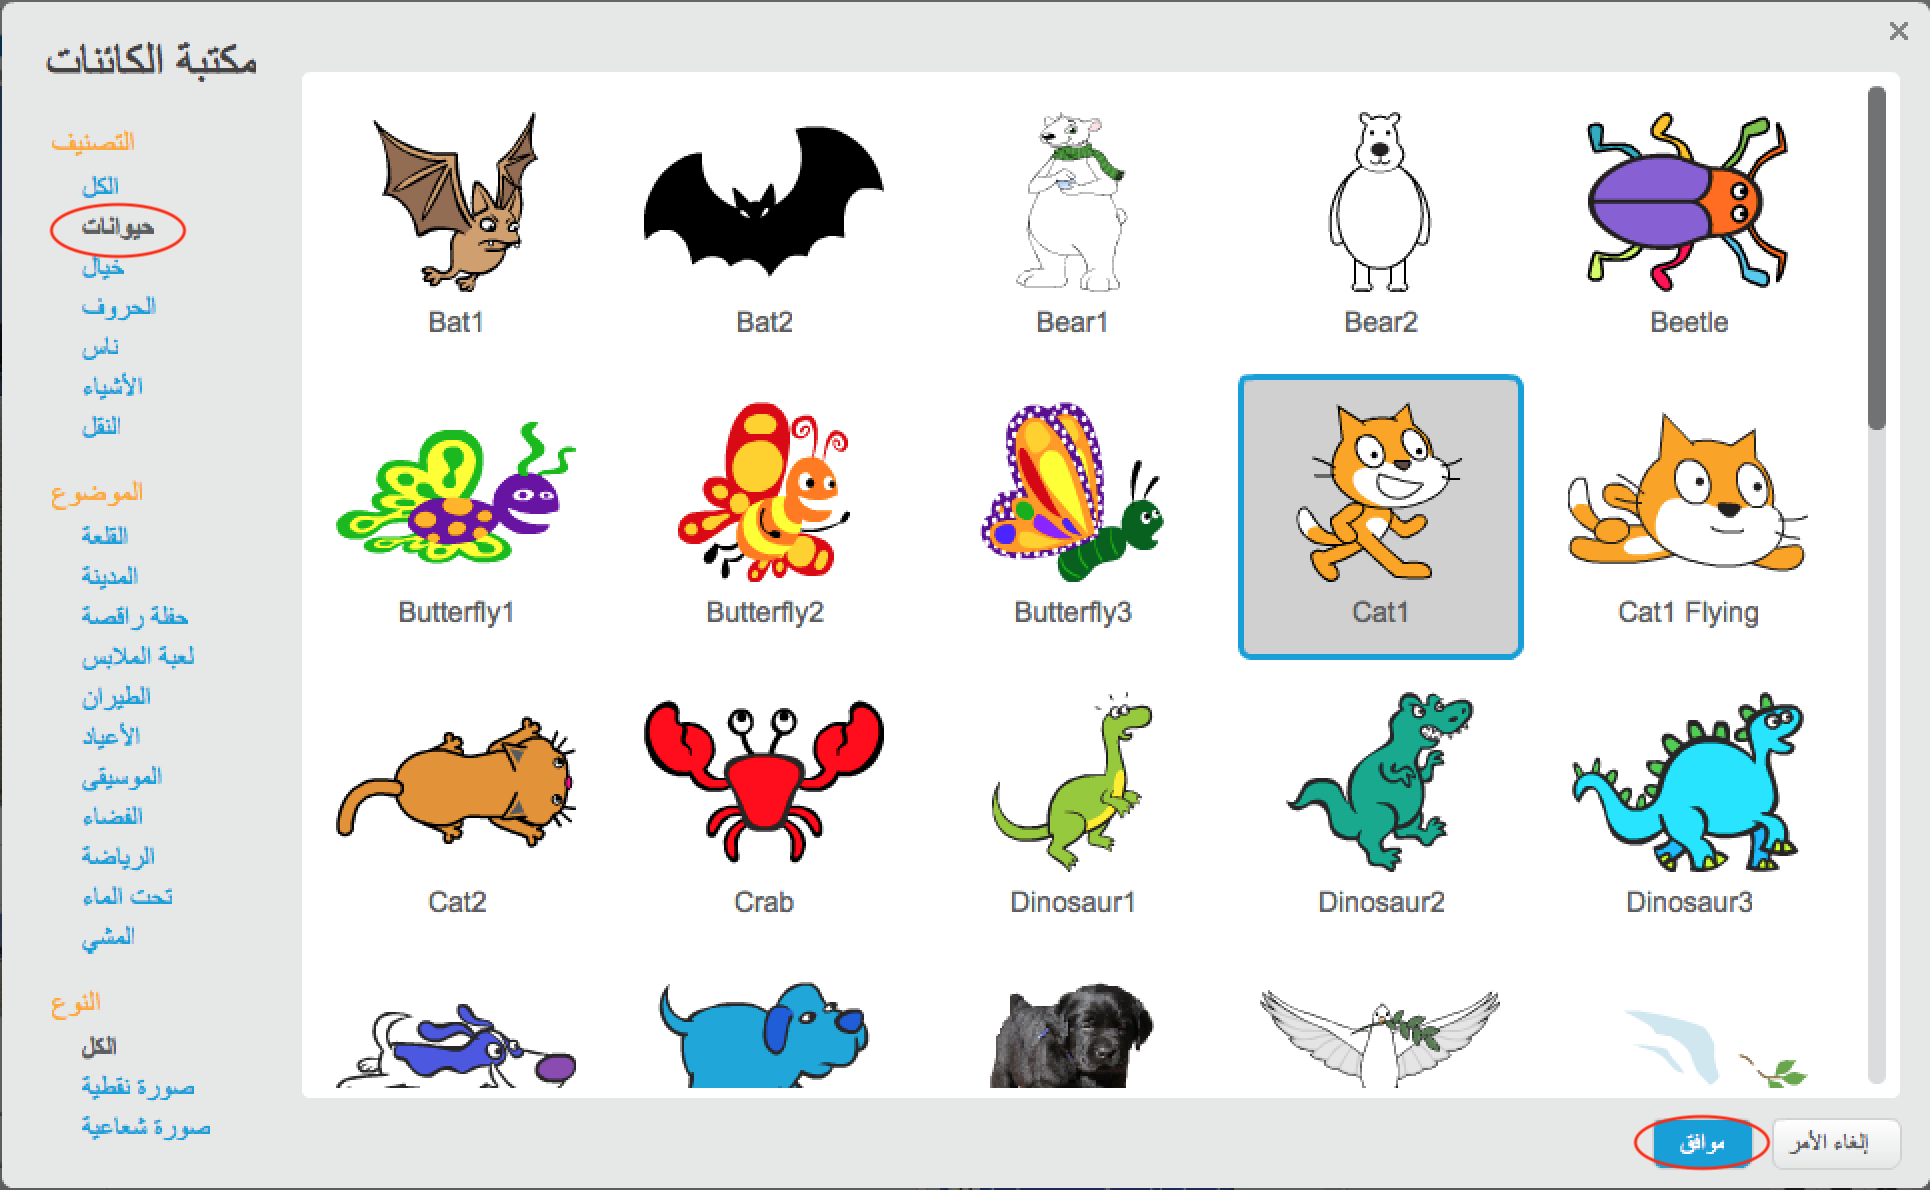 مكتبة الكائنات
التصنيف
الكل
حيوانات
خيال
الحروف
ناس
الأشياء
النقل
الموضوع
القلعة
المدينة
حفلة راقصة
لعبة الملابس
الطيران
الأعياد
الموسيقى
الفضاء
الرياضة
تحت الماء
المشي
النوع
الكل
صورة نقطية
صورة شعاعية
Bat1
Bat2
Bear1
Bear2
Beetle
Butterfly1
Butterfly2
Butterfly3
Cat1
Cat1 Flying
Cat2
Crab
Dinosaur1
Dinosaur2
Dinosaur3
موافق
إلغاء الأمر